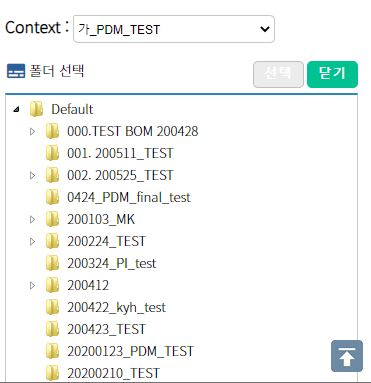 Context : 가_PDM_TEST
폴더 선택 선택 닫기
Default
000.TEST BOM 200428
001. 200511_TEST
002. 200525_TEST
0424_PDM_final_test
200103_MK
200224_TEST
200324_PI_test
200412
200422_kyh_test
200423_TEST
20200123_PDM_TEST
20200210_TEST